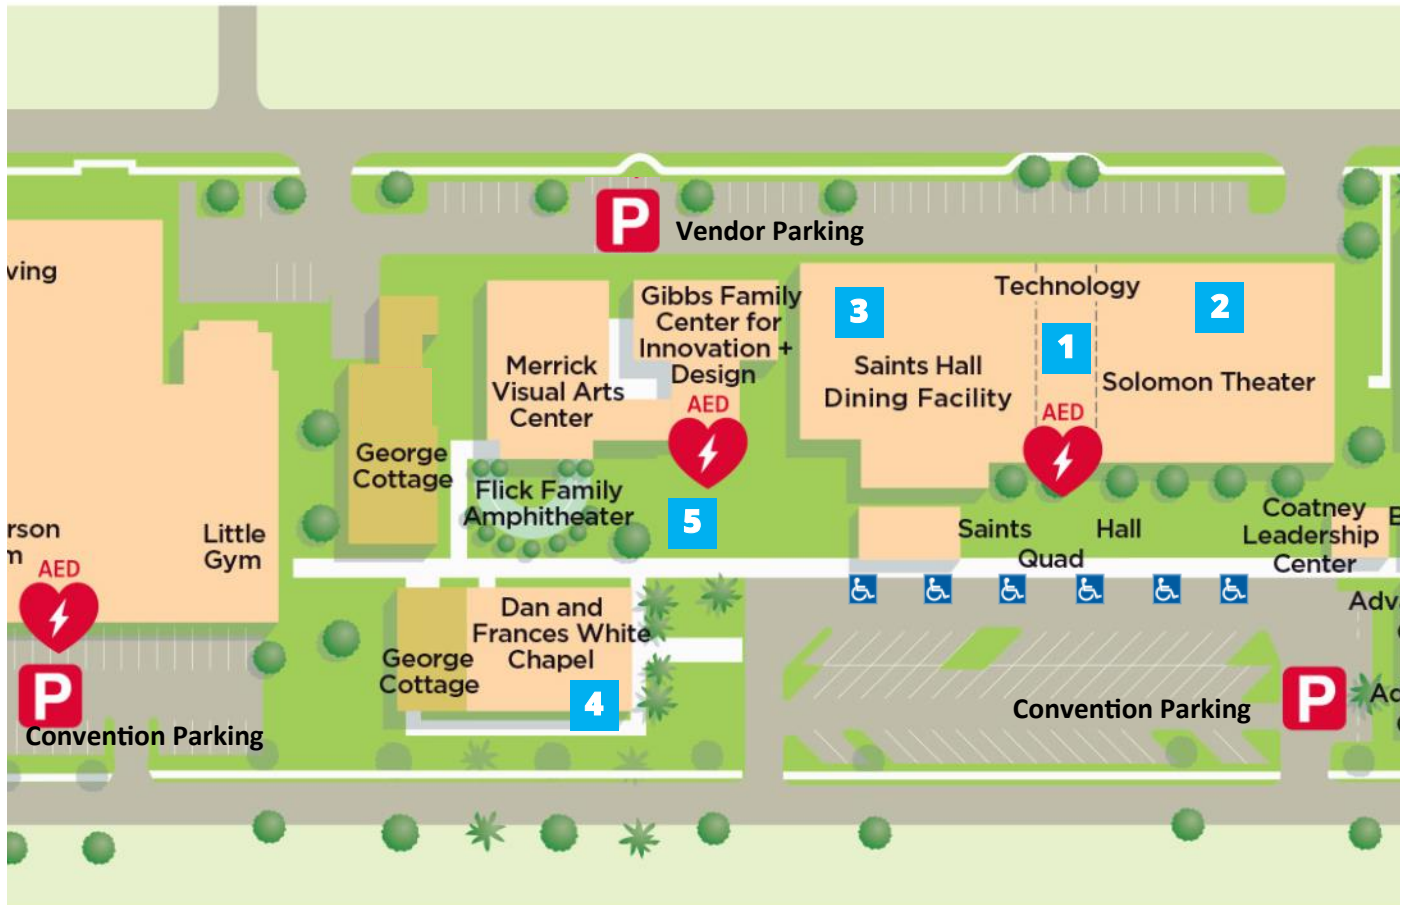 P
Vendor Parking
ving
Gibbs Family
Center for
Innovation +
Design
AED
3
Technology
1
2
Saints Hall
Dining Facility
Solomon Theater
AED
Merrick
Visual Arts
Center
George
Cottage
Flick Family
Amphitheater
5
Saints Hall
Quad
Coatney
Leadership
Center
E
rson
m
AED
Little
Gym
Dan and
Frances White
Chapel
George
Cottage
4
P
Convention Parking
Convention Parking
P
Adv
Ad